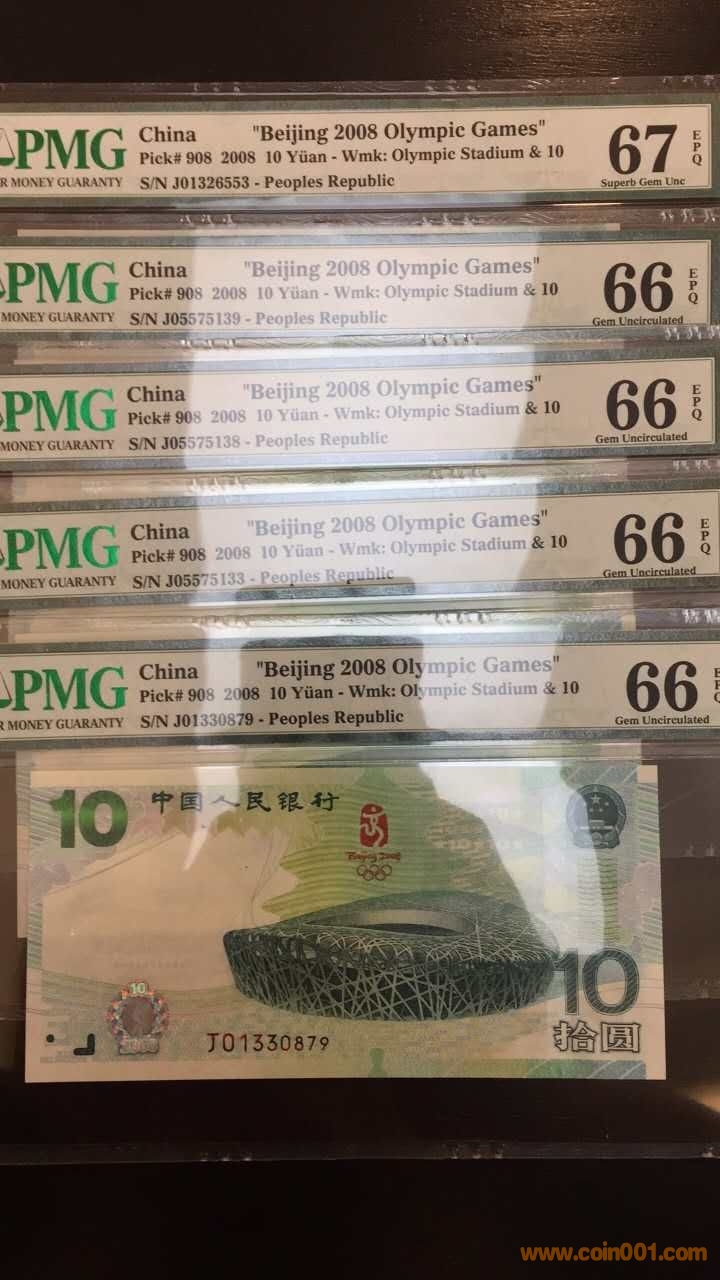 PMG
China "Beijing 2008 Olympic Games"
Pick# 908 2008 10 Yüan - Wmk: Olympic Stadium & 10
R MONEY GUARANTY
S/N J01326553 - Peoples Republic
67 EPQ
Superb Gem Unc
PMG
China "Beijing 2008 Olympic Games"
Pick# 908 2008 10 Yüan - Wmk: Olympic Stadium & 10
MONEY GUARANTY
S/N J05575139 - Peoples Republic
66 EPQ
Gem Uncirculated
PMG
China "Beijing 2008 Olympic Games"
Pick# 908 2008 10 Yüan - Wmk: Olympic Stadium & 10
MONEY GUARANTY
S/N J05575138 - Peoples Republic
66 EPQ
Gem Uncirculated
PMG
China "Beijing 2008 Olympic Games"
Pick# 908 2008 10 Yüan - Wmk: Olympic Stadium & 10
MONEY GUARANTY
S/N J05575133 - Peoples Republic
66 EPQ
Gem Uncirculated
PMG
China "Beijing 2008 Olympic Games"
Pick# 908 2008 10 Yüan - Wmk: Olympic Stadium & 10
R MONEY GUARANTY
S/N J01330879 - Peoples Republic
66 EPQ
Gem Uncirculated
10 中国人民银行
Beijing 2008
10
10
2008
J01330879
拾圆
www.coin001.com